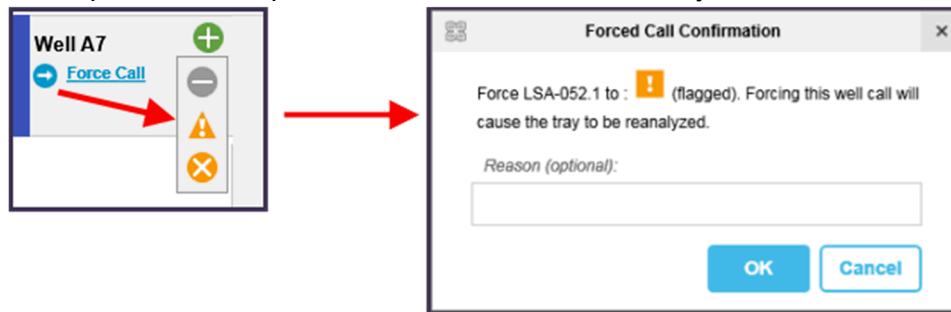 Well A7
Force Call
Forced Call Confirmation
Force LSA-052.1 to : ! (flagged). Forcing this well call will
cause the tray to be reanalyzed.
Reason (optional):
OK
Cancel